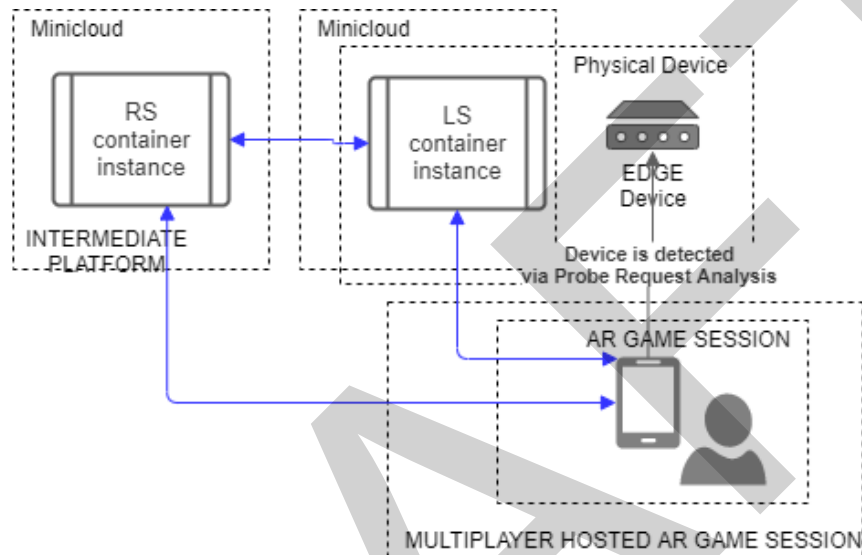 Minicloud
Minicloud
Physical Device
RS
container
instance
LS
container
instance
EDGE
Device
INTERMEDIATE
PLATFORM
Device is detected
via Probe Request Analysis
AR GAME SESSION
MULTIPLAYER HOSTED AR GAME SESSION